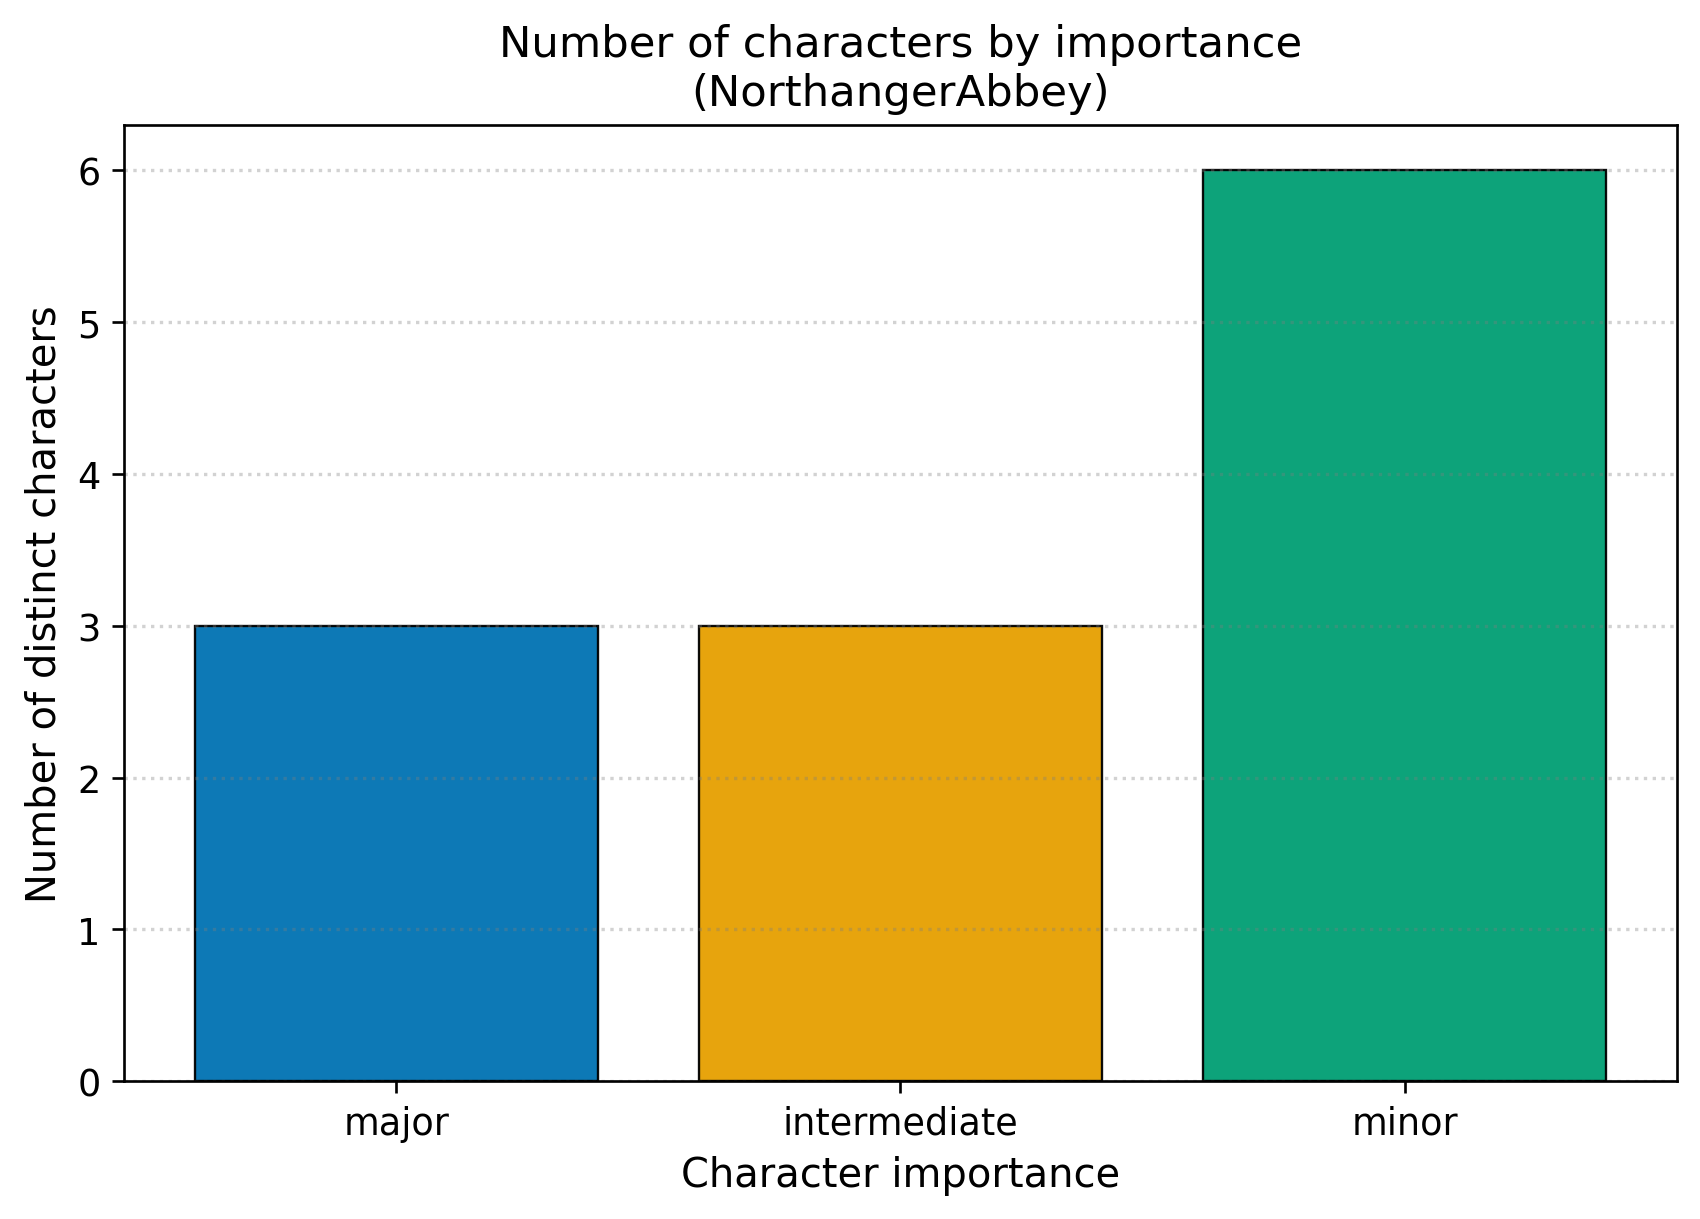 Number of characters by importance
(NorthangerAbbey)
Number of distinct characters
6
5
4
3
2
1
0
major intermediate minor
Character importance